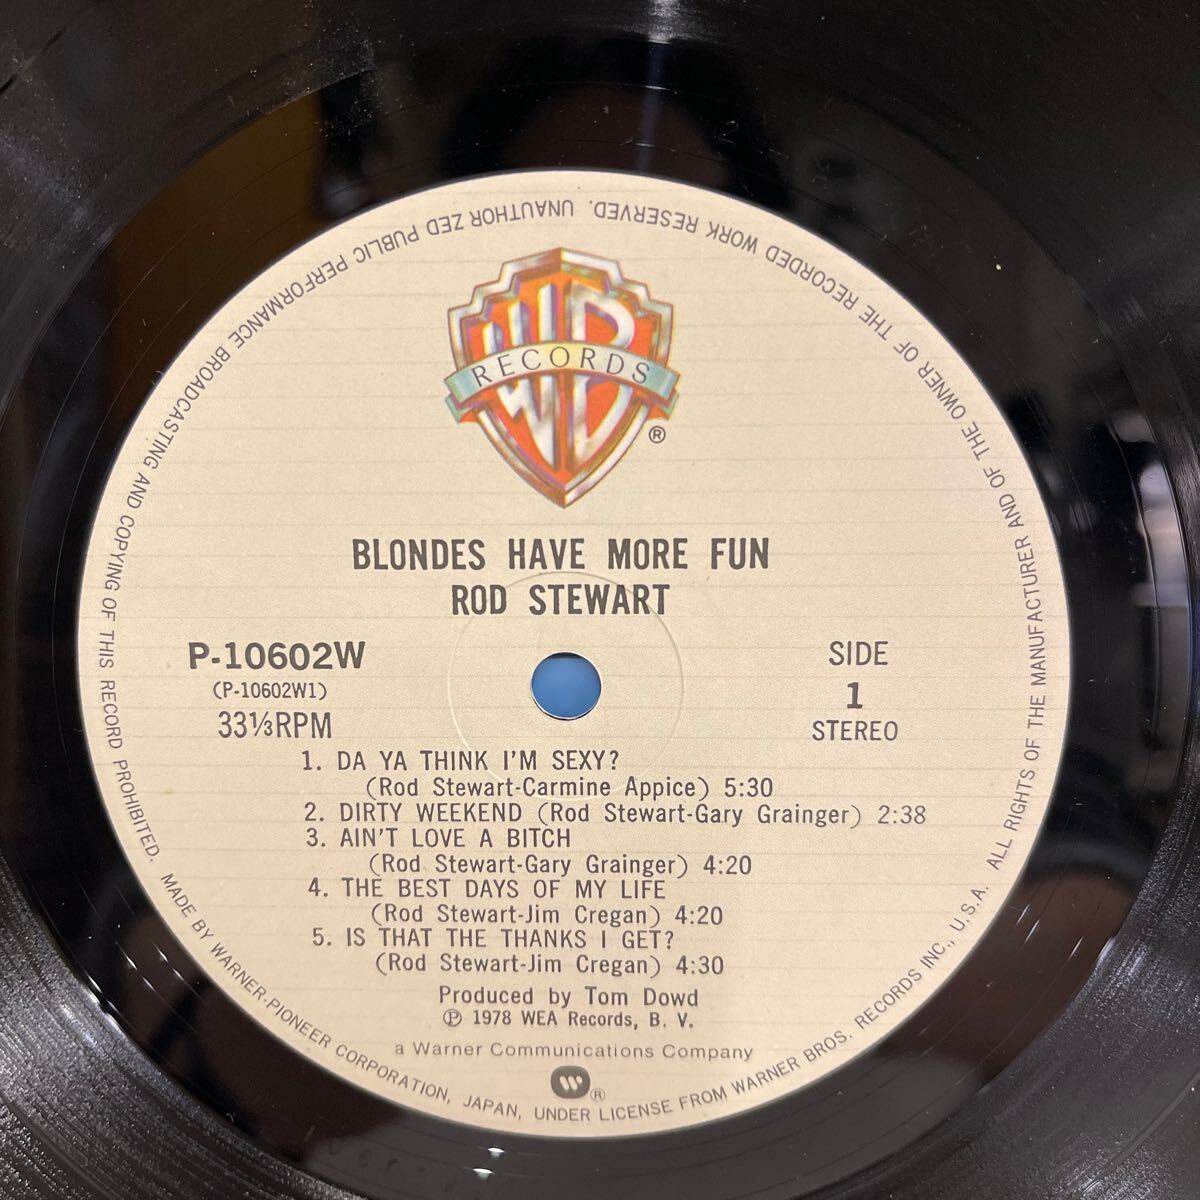 WB
RECORDS
®
BLONDES HAVE MORE FUN
ROD STEWART
P-10602W
(P-10602W1)
33⅓RPM
SIDE
1
STEREO
1. DA YA THINK I'M SEXY?
(Rod Stewart-Carmine Appice) 5:30
2. DIRTY WEEKEND (Rod Stewart-Gary Grainger) 2:38
3. AIN'T LOVE A BITCH
(Rod Stewart-Gary Grainger) 4:20
4. THE BEST DAYS OF MY LIFE
(Rod Stewart-Jim Cregan) 4:20
5. IS THAT THE THANKS I GET?
(Rod Stewart-Jim Cregan) 4:30
Produced by Tom Dowd
Ⓟ 1978 WEA Records, B. V.
a Warner Communications Company
®
MADE BY WARNER-PIONEER CORPORATION, JAPAN, UNDER LICENSE FROM WARNER BROS. RECORDS INC., U.S.A. ALL RIGHTS OF THE MANUFACTURER AND OF THE OWNER OF THE RECORDED WORK RESERVED. UNAUTHOR ZED PUBLIC PERFORMANCE BROADCASTING AND COPYING OF THIS RECORD PROHIBITED.